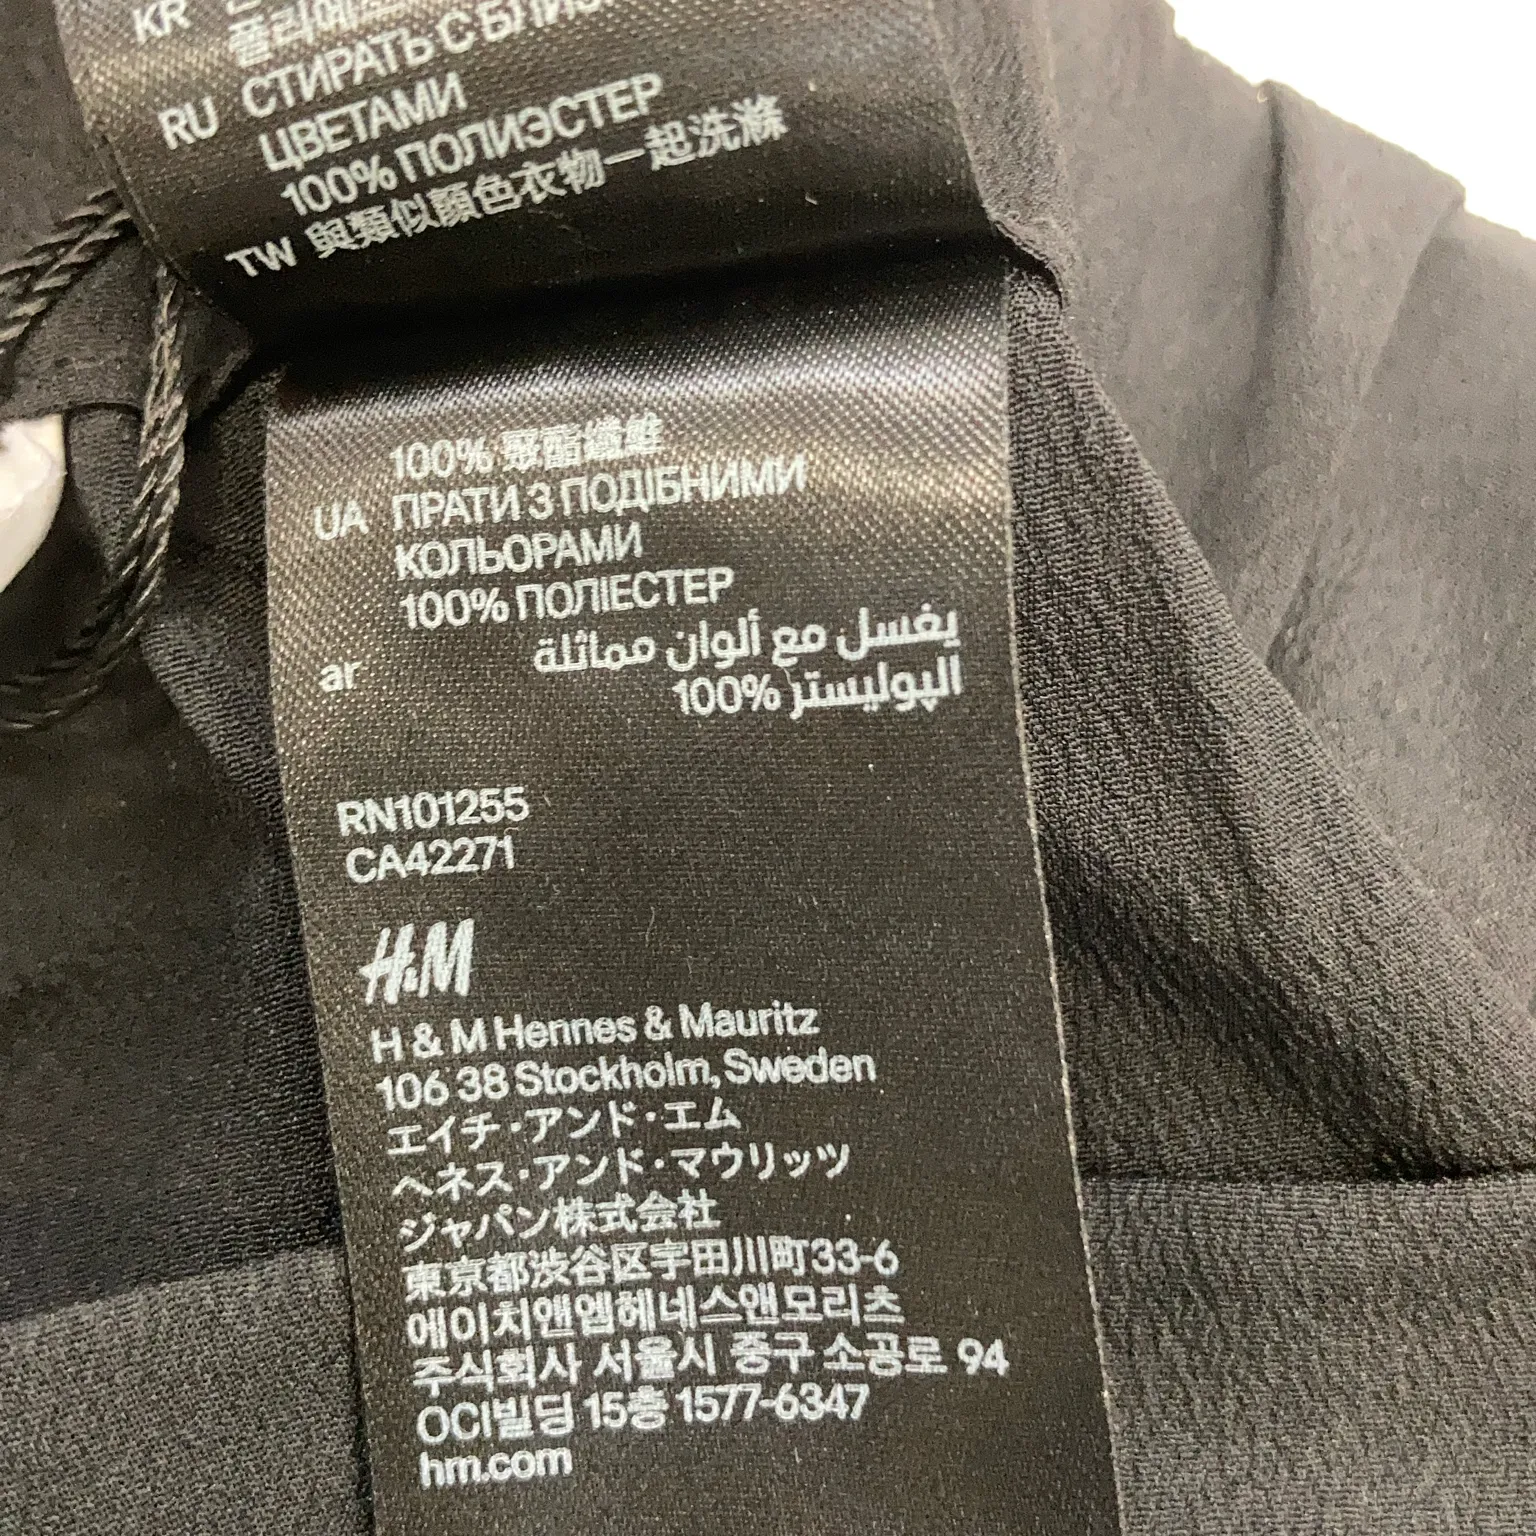 KR
폴리에스
RU СТИРАТЬ С БЛИЗ
ЦВЕТАМИ
100% ПОЛИЭСТЕР
TW 與類似顏色衣物一起洗滌
100% 聚酯纖維
UA ПРАТИ З ПОДІБНИМИ
КОЛЬОРАМИ
100% ПОЛІЕСТЕР
ar يغسل مع ألوان مماثلة
البوليستر 100%
RN101255
CA42271
H&M
H & M Hennes & Mauritz
106 38 Stockholm, Sweden
エイチ・アンド・エム
ヘネス・アンド・マウリッツ
ジャパン株式会社
東京都渋谷区宇田川町33-6
에이치앤엠헤네스앤모리츠
주식회사 서울시 중구 소공로 94
OCI빌딩 15층 1577-6347
hm.com